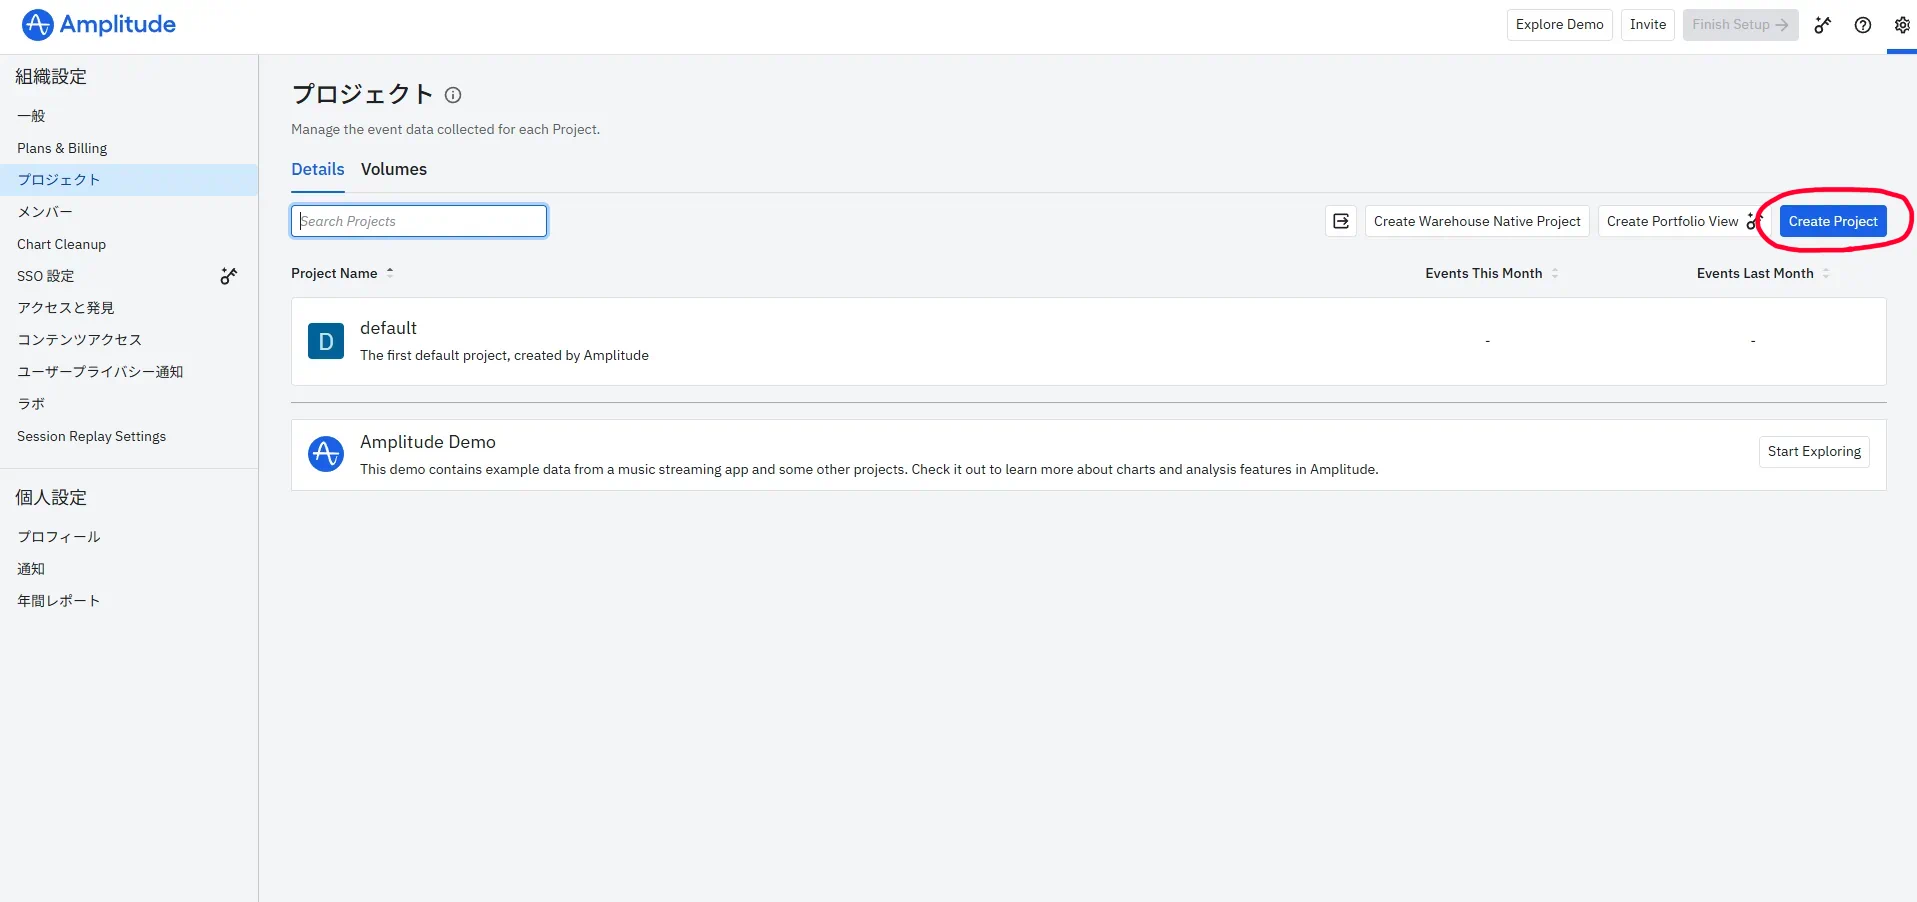 Amplitude
Explore Demo
Invite
Finish Setup
組織設定
一般
Plans & Billing
プロジェクト
メンバー
Chart Cleanup
SSO 設定
アクセスと発見
コンテンツアクセス
ユーザープライバシー通知
ラボ
Session Replay Settings
個人設定
プロフィール
通知
年間レポート
プロジェクト
Manage the event data collected for each Project.
Details Volumes
Search Projects
Create Warehouse Native Project
Create Portfolio View
Create Project
Project Name Events This Month Events Last Month
D
default
The first default project, created by Amplitude
- -
Amplitude Demo
This demo contains example data from a music streaming app and some other projects. Check it out to learn more about charts and analysis features in Amplitude.
Start Exploring